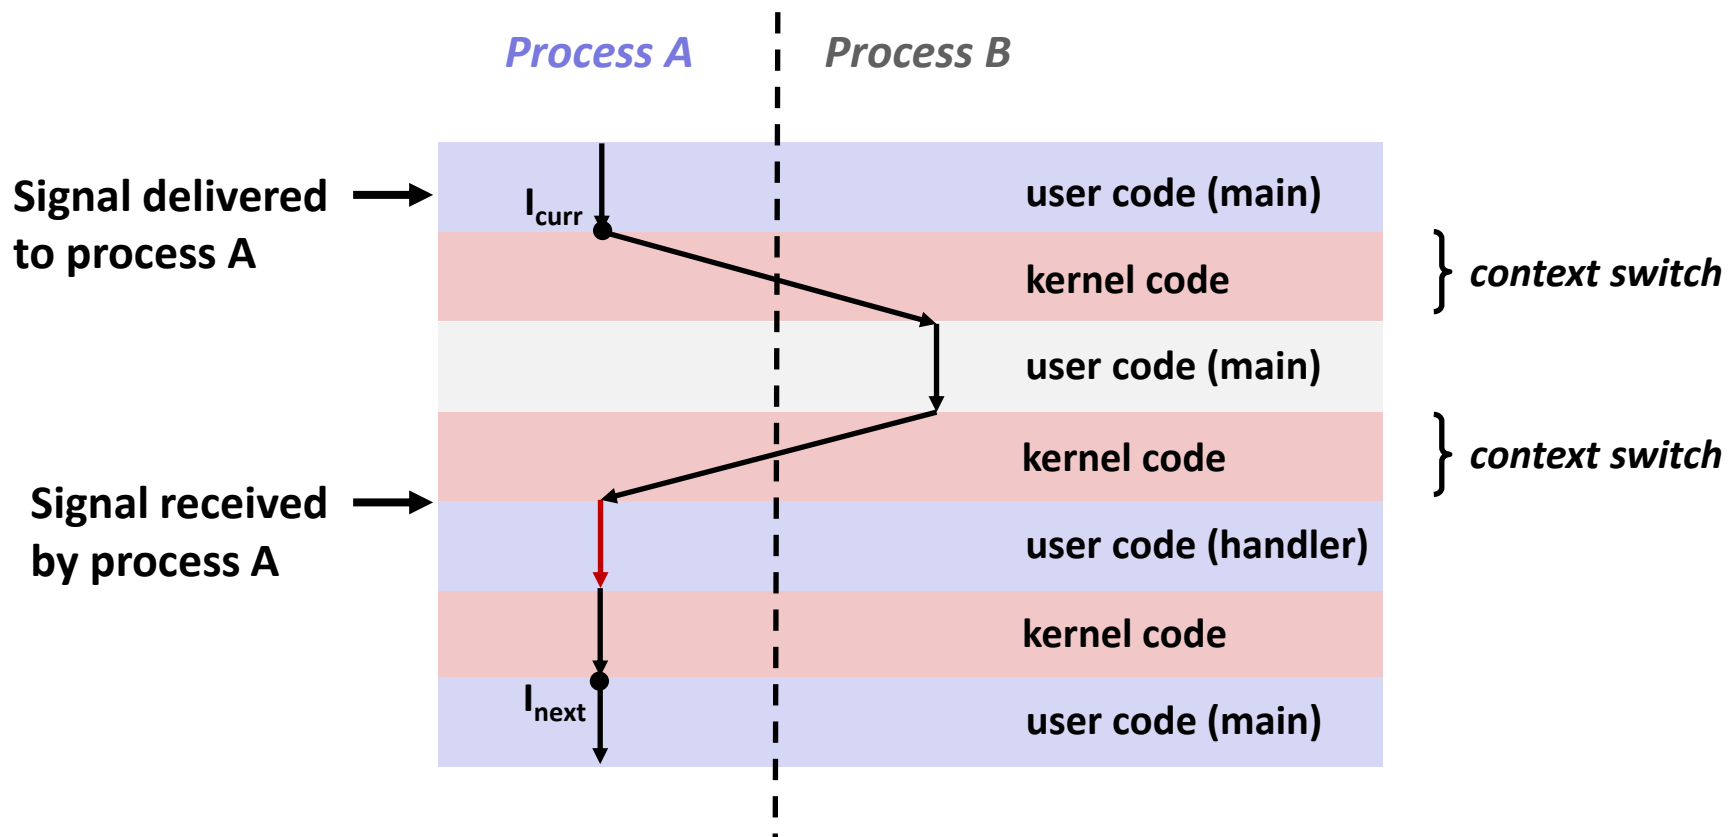 Process A
Process B
Signal delivered
to process A
I_curr
user code (main)
kernel code
context switch
user code (main)
kernel code
context switch
Signal received
by process A
user code (handler)
kernel code
I_next
user code (main)